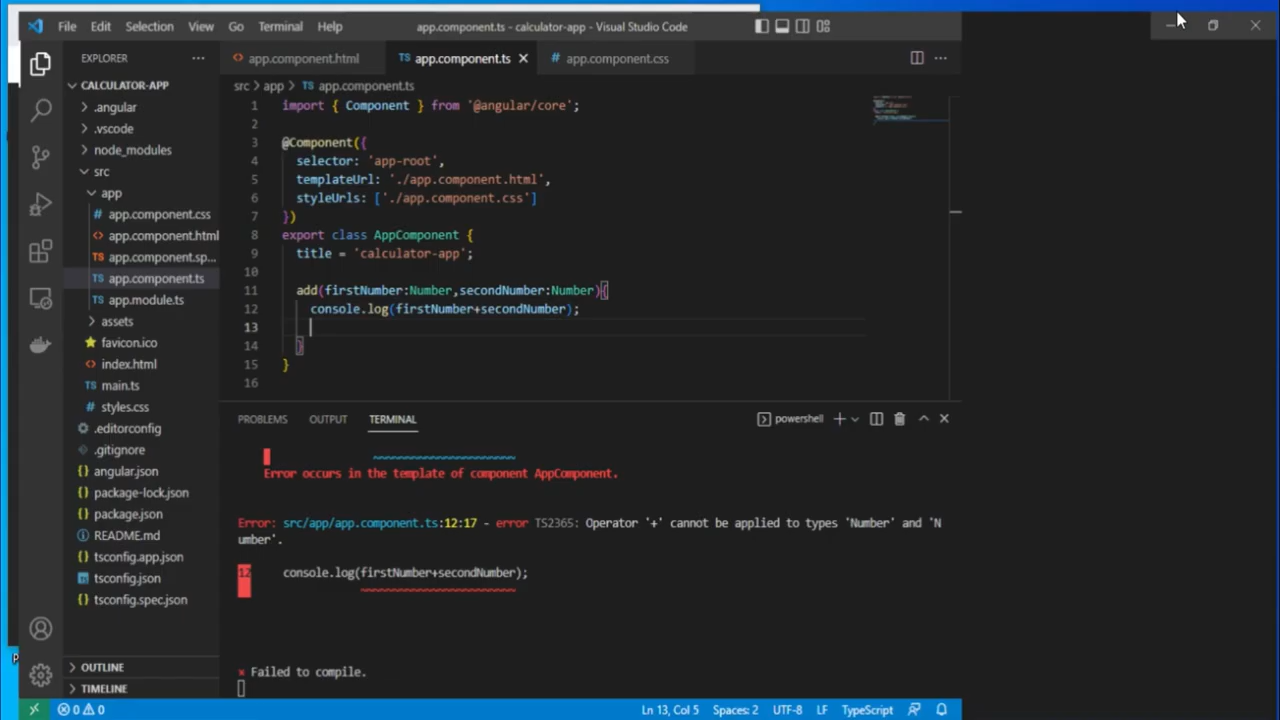 File Edit Selection View Go Terminal Help app.component.ts - calculator-app - Visual Studio Code
EXPLORER
CALCULATOR-APP
.angular
.vscode
node_modules
src
app
app.component.css
app.component.html
app.component.sp...
app.component.ts
app.module.ts
assets
favicon.ico
index.html
main.ts
styles.css
.editorconfig
.gitignore
angular.json
package-lock.json
package.json
README.md
tsconfig.app.json
tsconfig.json
tsconfig.spec.json
OUTLINE
TIMELINE
app.component.html app.component.ts app.component.css
src > app > TS app.component.ts
1 import { Component } from '@angular/core';
2
3 @Component({
4 selector: 'app-root',
5 templateUrl: './app.component.html',
6 styleUrls: ['./app.component.css']
7 })
8 export class AppComponent {
9 title = 'calculator-app';
10
11 add(firstNumber:Number,secondNumber:Number){
12 console.log(firstNumber+secondNumber);
13
14 }
15 }
16
PROBLEMS OUTPUT TERMINAL powershell
Error occurs in the template of component AppComponent.
Error: src/app/app.component.ts:12:17 - error TS2365: Operator '+' cannot be applied to types 'Number' and 'N
umber'.
12 console.log(firstNumber+secondNumber);
× Failed to compile.
0 0 Ln 13, Col 5 Spaces: 2 UTF-8 LF TypeScript